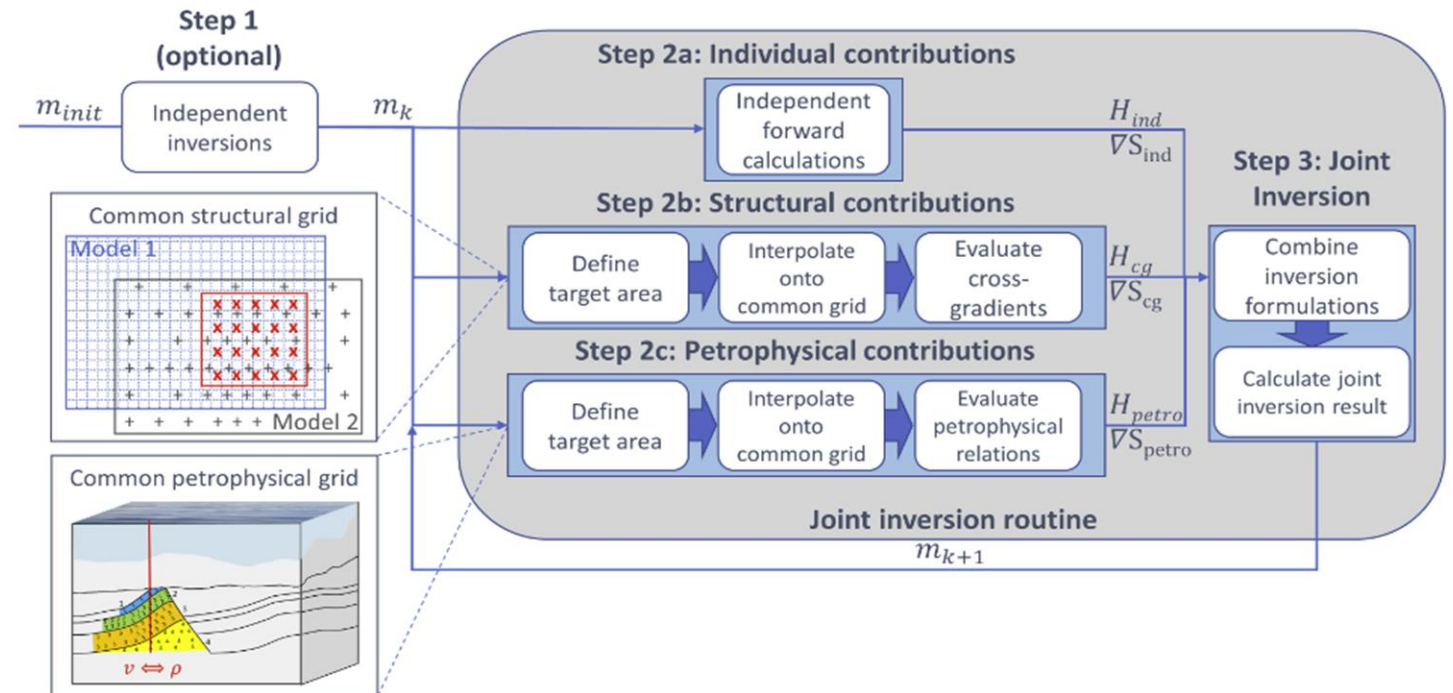 Step 1
(optional)
m_init
Independent
inversions
m_k
Step 2a: Individual contributions
Independent
forward
calculations
H_ind
∇S_ind
Step 2b: Structural contributions
Define
target area
Interpolate
onto
common grid
Evaluate
cross-
gradients
H_cg
∇S_cg
Step 2c: Petrophysical contributions
Define
target area
Interpolate
onto
common grid
Evaluate
petrophysical
relations
H_petro
∇S_petro
Step 3: Joint
Inversion
Combine
inversion
formulations
Calculate joint
inversion result
Joint inversion routine
m_k+1
Common structural grid
Model 1
Model 2
Common petrophysical grid
v ⇔ ρ